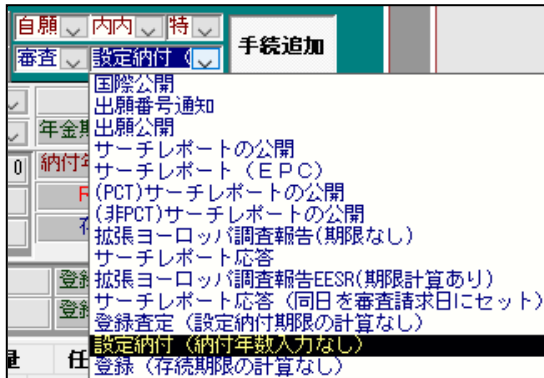 自願 内内 特
審査 設定納付 (
手続追加
国際公開
出願番号通知
出願公開
サーチレポートの公開
サーチレポート（ＥＰＣ）
(PCT)サーチレポートの公開
(非PCT)サーチレポートの公開
拡張ヨーロッパ調査報告(期限なし)
サーチレポート応答
拡張ヨーロッパ調査報告EESR(期限計算あり)
サーチレポート応答（同日を審査請求日にセット)
登録査定（設定納付期限の計算なし）
設定納付（納付年数入力なし）
登録（存続期限の計算なし）
年金
0 納付
R
登
登
量 任